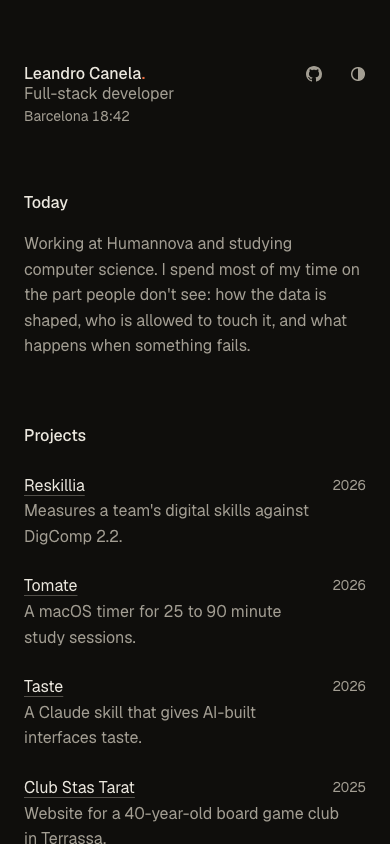 Leandro Canela.
Full-stack developer
Barcelona 18:42
Today
Working at Humannova and studying
computer science. I spend most of my time on
the part people don't see: how the data is
shaped, who is allowed to touch it, and what
happens when something fails.
Projects
Reskillia 2026
Measures a team's digital skills against
DigComp 2.2.
Tomate 2026
A macOS timer for 25 to 90 minute
study sessions.
Taste 2026
A Claude skill that gives AI-built
interfaces taste.
Club Stas Tarat 2025
Website for a 40-year-old board game club
in Terrassa.